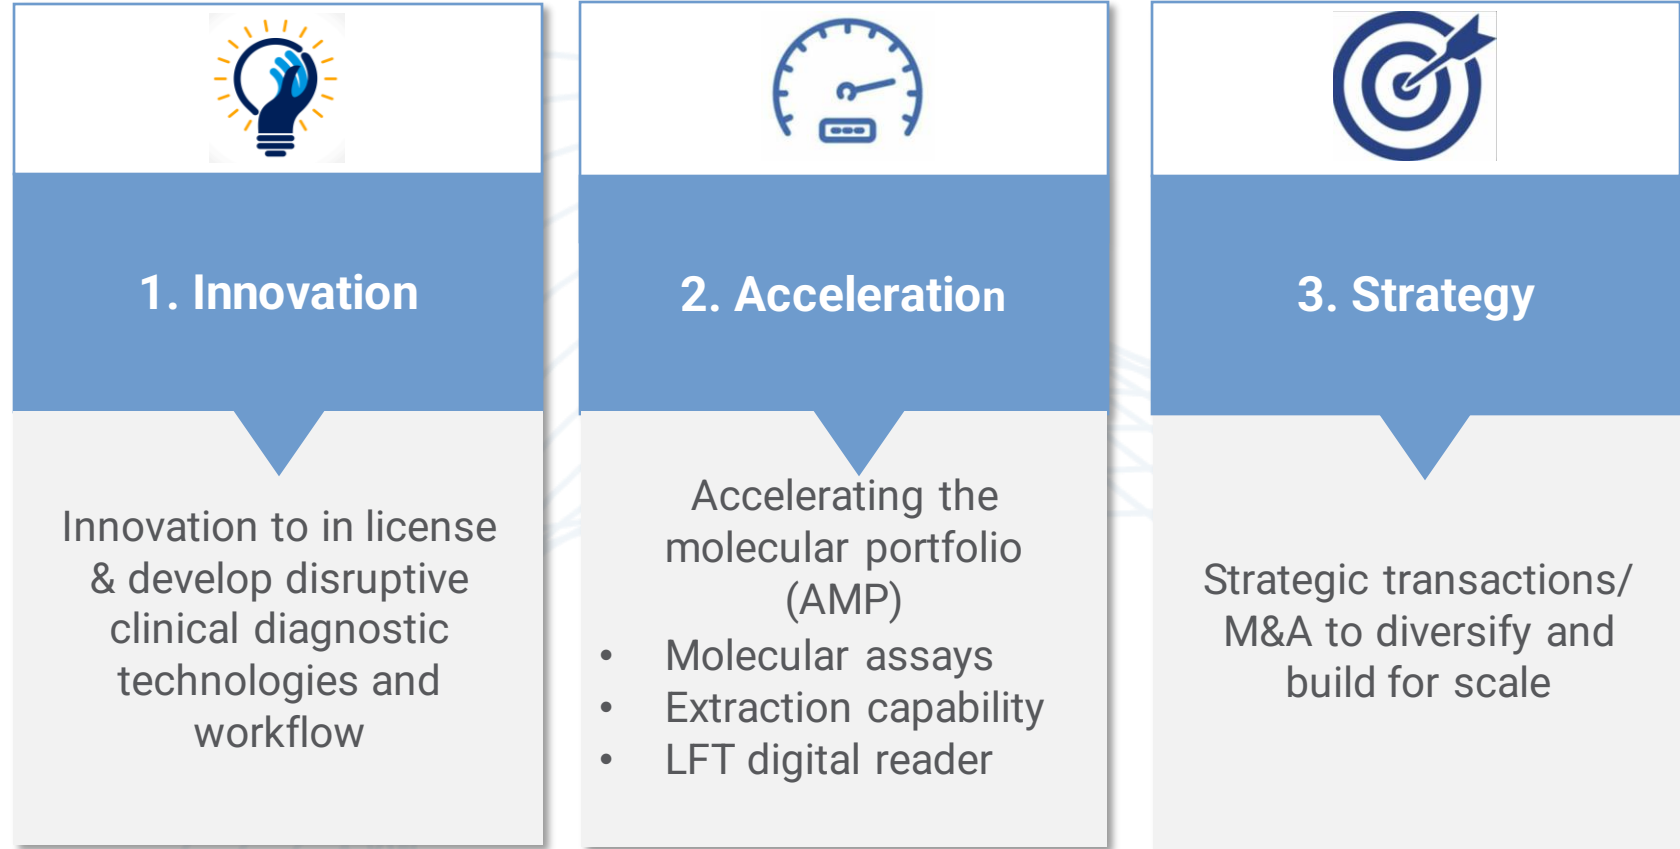 1. Innovation
Innovation to in license
& develop disruptive
clinical diagnostic
technologies and
workflow
2. Acceleration
Accelerating the
molecular portfolio
(AMP)
• Molecular assays
• Extraction capability
• LFT digital reader
3. Strategy
Strategic transactions/
M&A to diversify and
build for scale